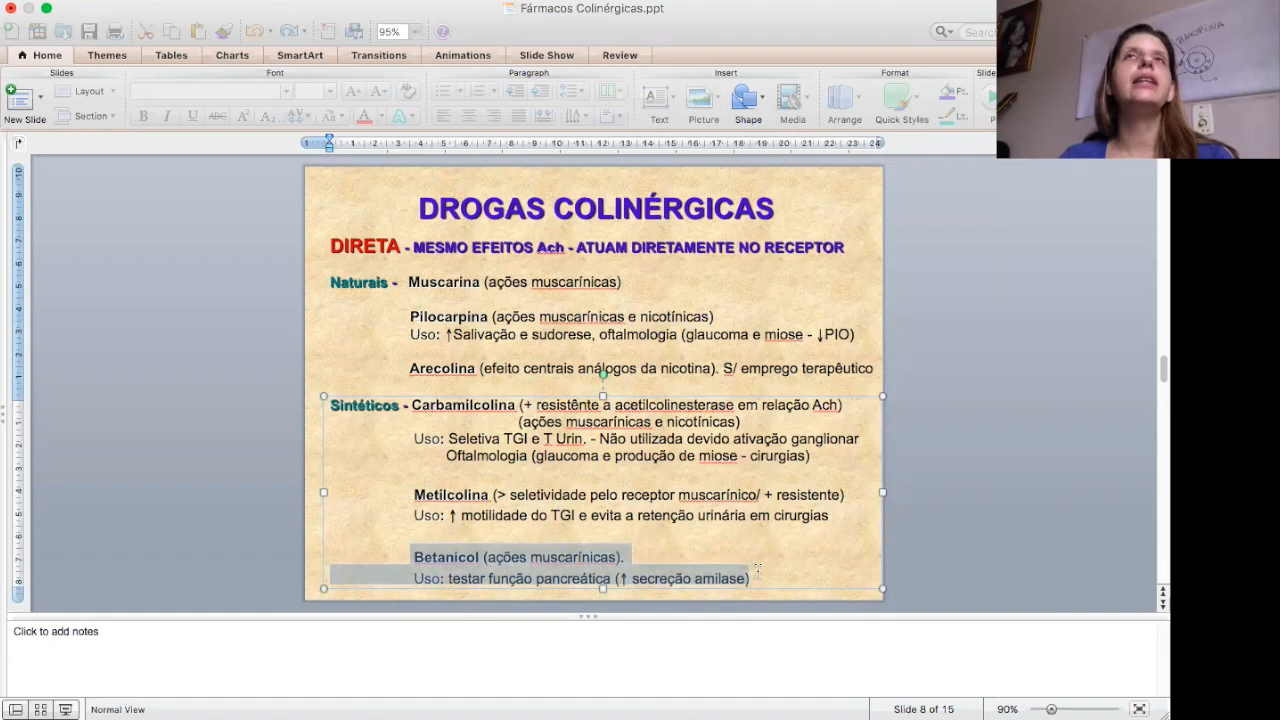 Fármacos Colinérgicas.ppt
95%
Home Themes Tables Charts SmartArt Transitions Animations Slide Show Review
Slides Font Paragraph Insert Format
New Slide Layout Section Text Picture Shapes Media Arrange Quick Styles
DROGAS COLINÉRGICAS
DIRETA - MESMO EFEITOS Ach - ATUAM DIRETAMENTE NO RECEPTOR
Naturais - Muscarina (ações muscarínicas)
Pilocarpina (ações muscarínicas e nicotínicas)
Uso: ↑Salivação e sudorese, oftalmologia (glaucoma e miose - ↓PIO)
Arecolina (efeito centrais análogos da nicotina). S/ emprego terapêutico
Sintéticos - Carbamilcolina (+ resistênte a acetilcolinesterase em relação Ach)
(ações muscarínicas e nicotínicas)
Uso: Seletiva TGI e T Urin. - Não utilizada devido ativação ganglionar
Oftalmologia (glaucoma e produção de miose - cirurgias)
Metilcolina (> seletividade pelo receptor muscarínico/ + resistente)
Uso: ↑ motilidade do TGI e evita a retenção urinária em cirurgias
Betanicol (ações muscarínicas).
Uso: testar função pancreática (↑ secreção amilase)
Click to add notes
Normal View Slide 8 of 15 90%